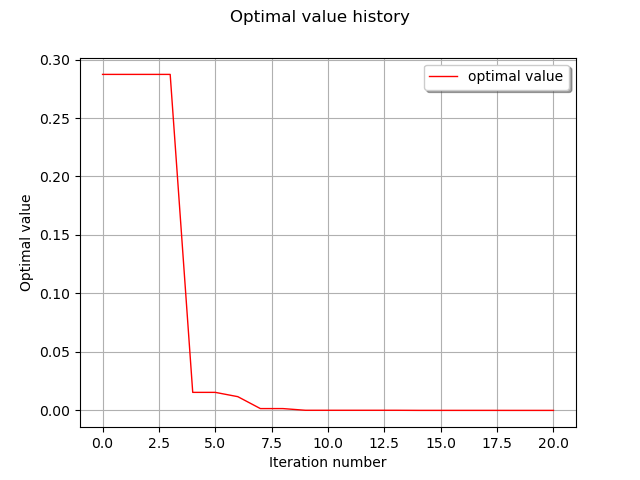 Optimal value history
optimal value
0.30
0.25
0.20
0.15
0.10
0.05
0.00
Optimal value
0.0 2.5 5.0 7.5 10.0 12.5 15.0 17.5 20.0
Iteration number